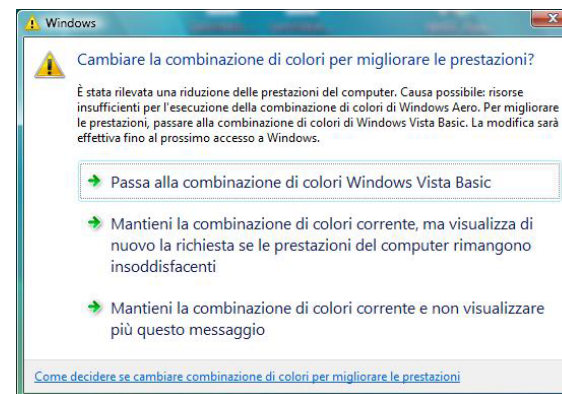 Windows
Cambiare la combinazione di colori per migliorare le prestazioni?
È stata rilevata una riduzione delle prestazioni del computer. Causa possibile: risorse
insufficienti per l'esecuzione della combinazione di colori di Windows Aero. Per migliorare
le prestazioni, passare alla combinazione di colori di Windows Vista Basic. La modifica sarà
effettiva fino al prossimo accesso a Windows.
Passa alla combinazione di colori Windows Vista Basic
Mantieni la combinazione di colori corrente, ma visualizza di
nuovo la richiesta se le prestazioni del computer rimangono
insoddisfacenti
Mantieni la combinazione di colori corrente e non visualizzare
più questo messaggio
Come decidere se cambiare combinazione di colori per migliorare le prestazioni